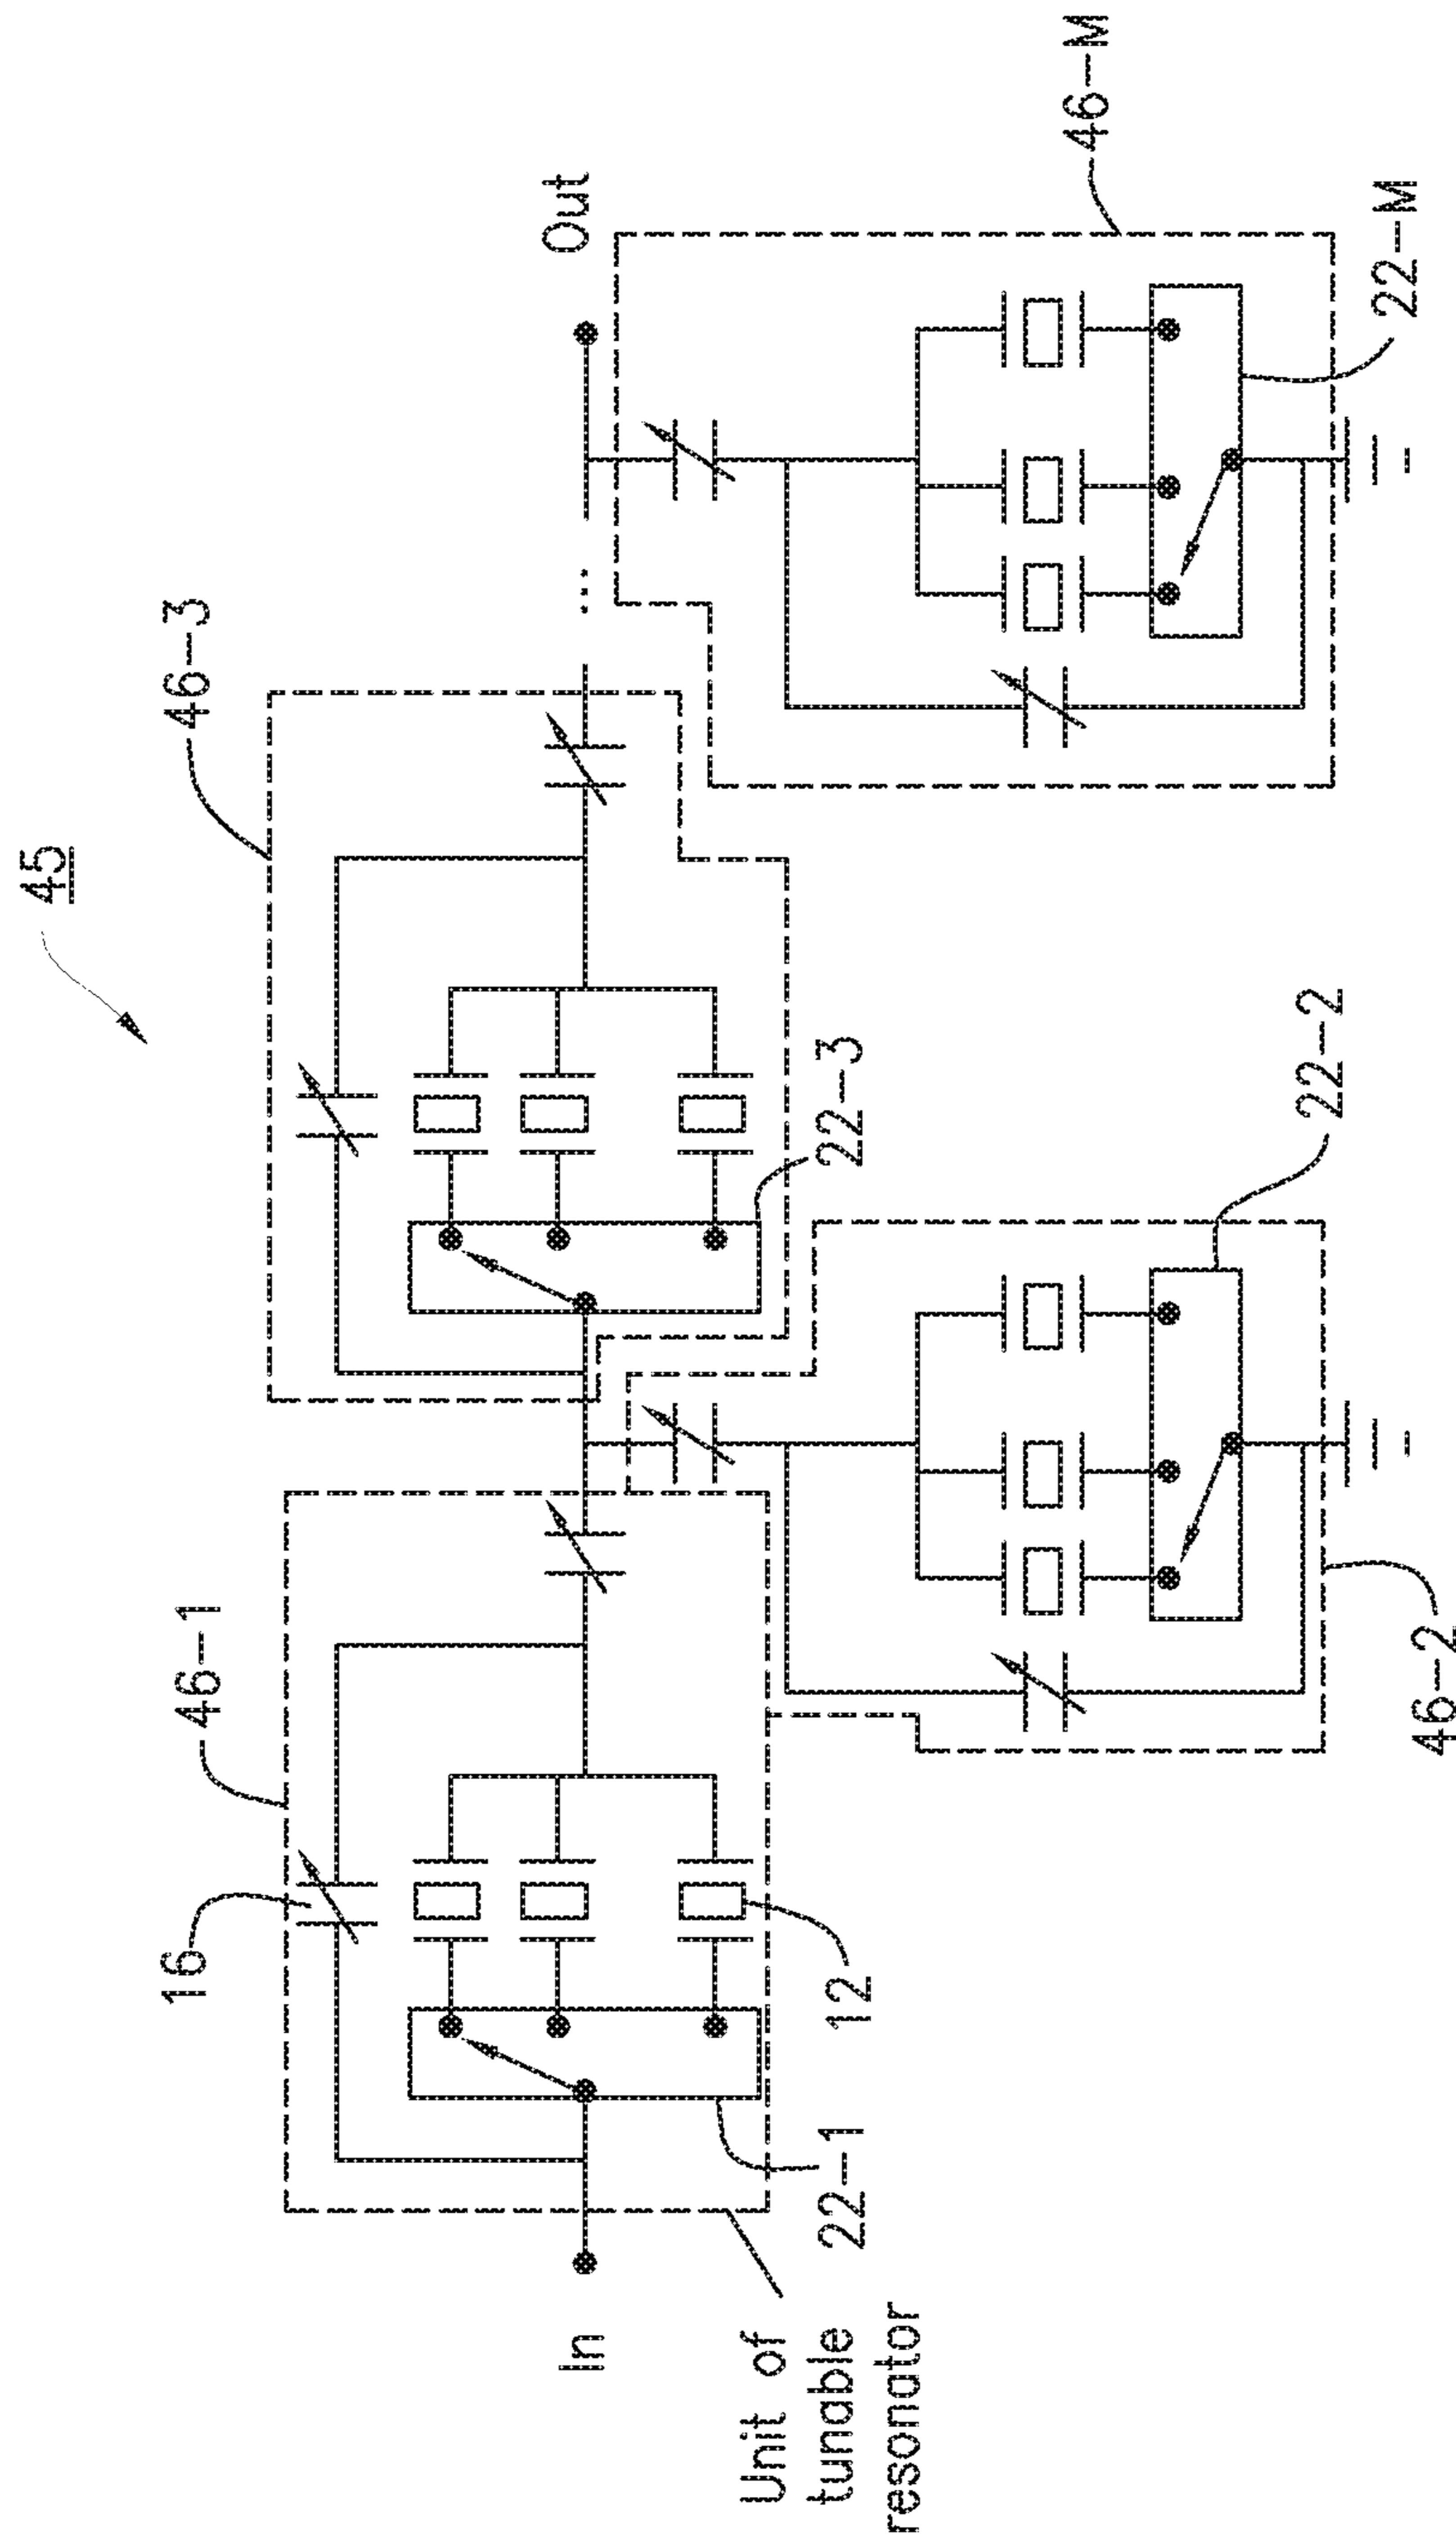 45
46-3
46-1
16
Out
46-M
In
22-3
12
22-1
Unit of
tunable
resonator
22-2
22-M
46-2
...